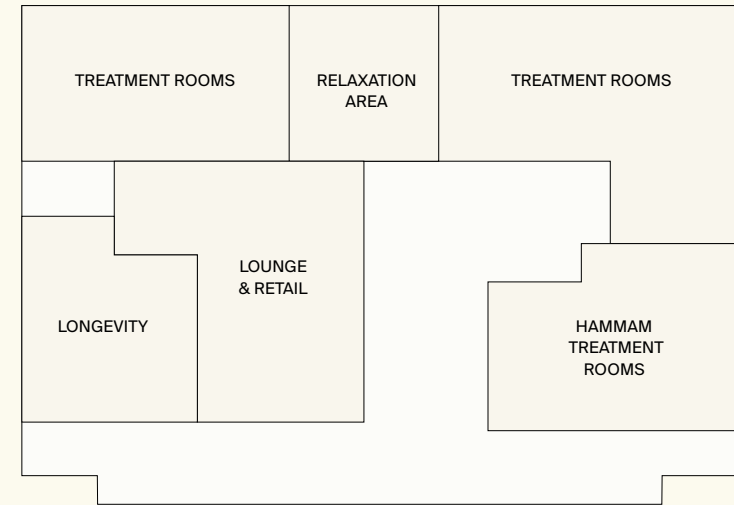 TREATMENT ROOMS
RELAXATION
AREA
TREATMENT ROOMS
LOUNGE
& RETAIL
LONGEVITY
HAMMAM
TREATMENT
ROOMS